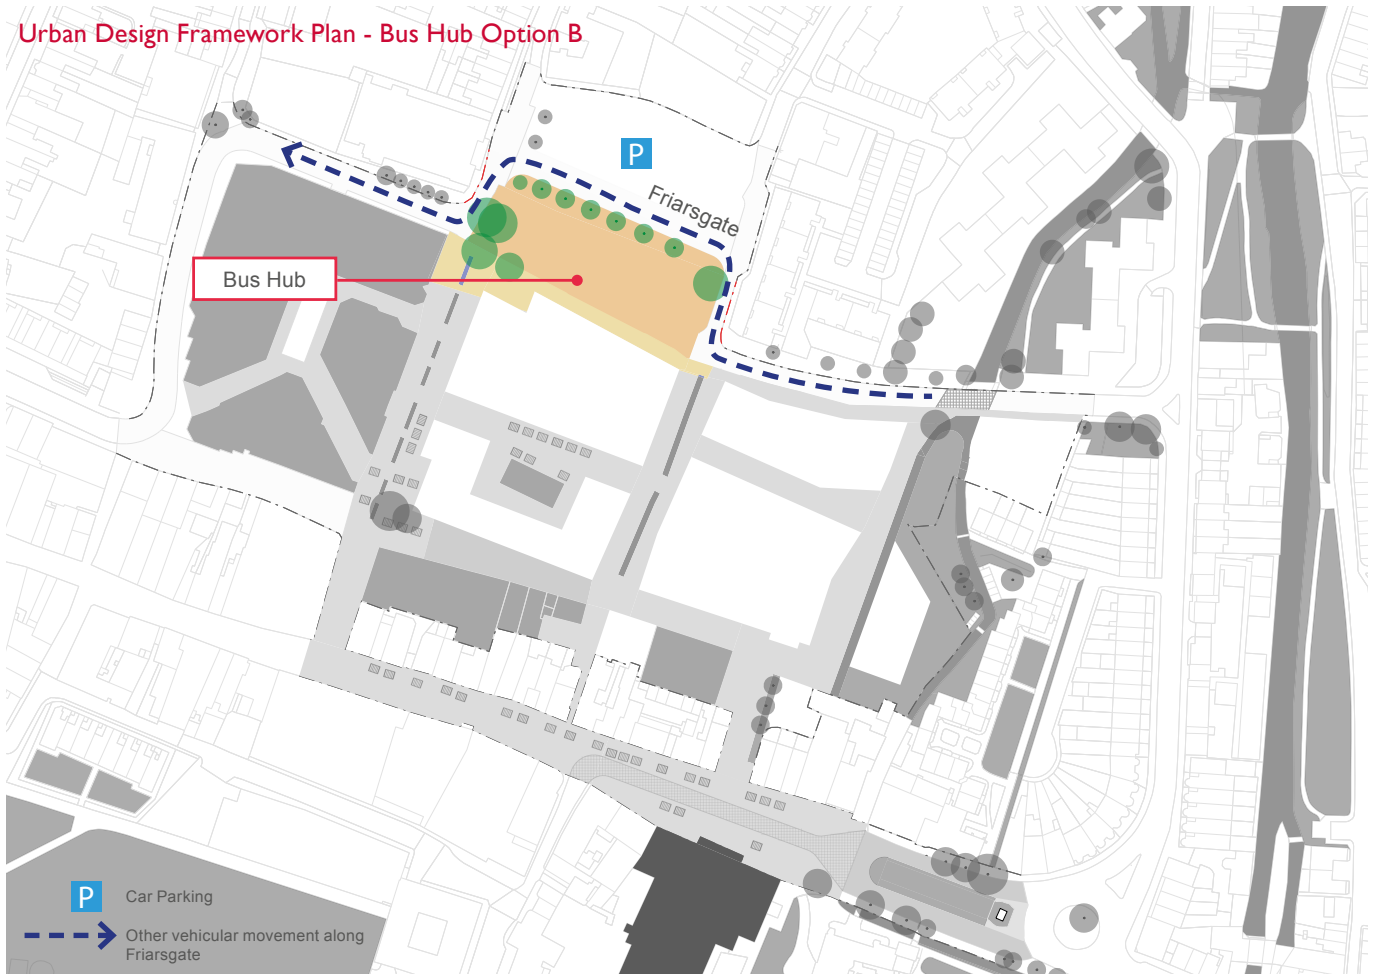 Urban Design Framework Plan - Bus Hub Option B
P
Friarsgate
Bus Hub
P
Car Parking
Other vehicular movement along
Friarsgate